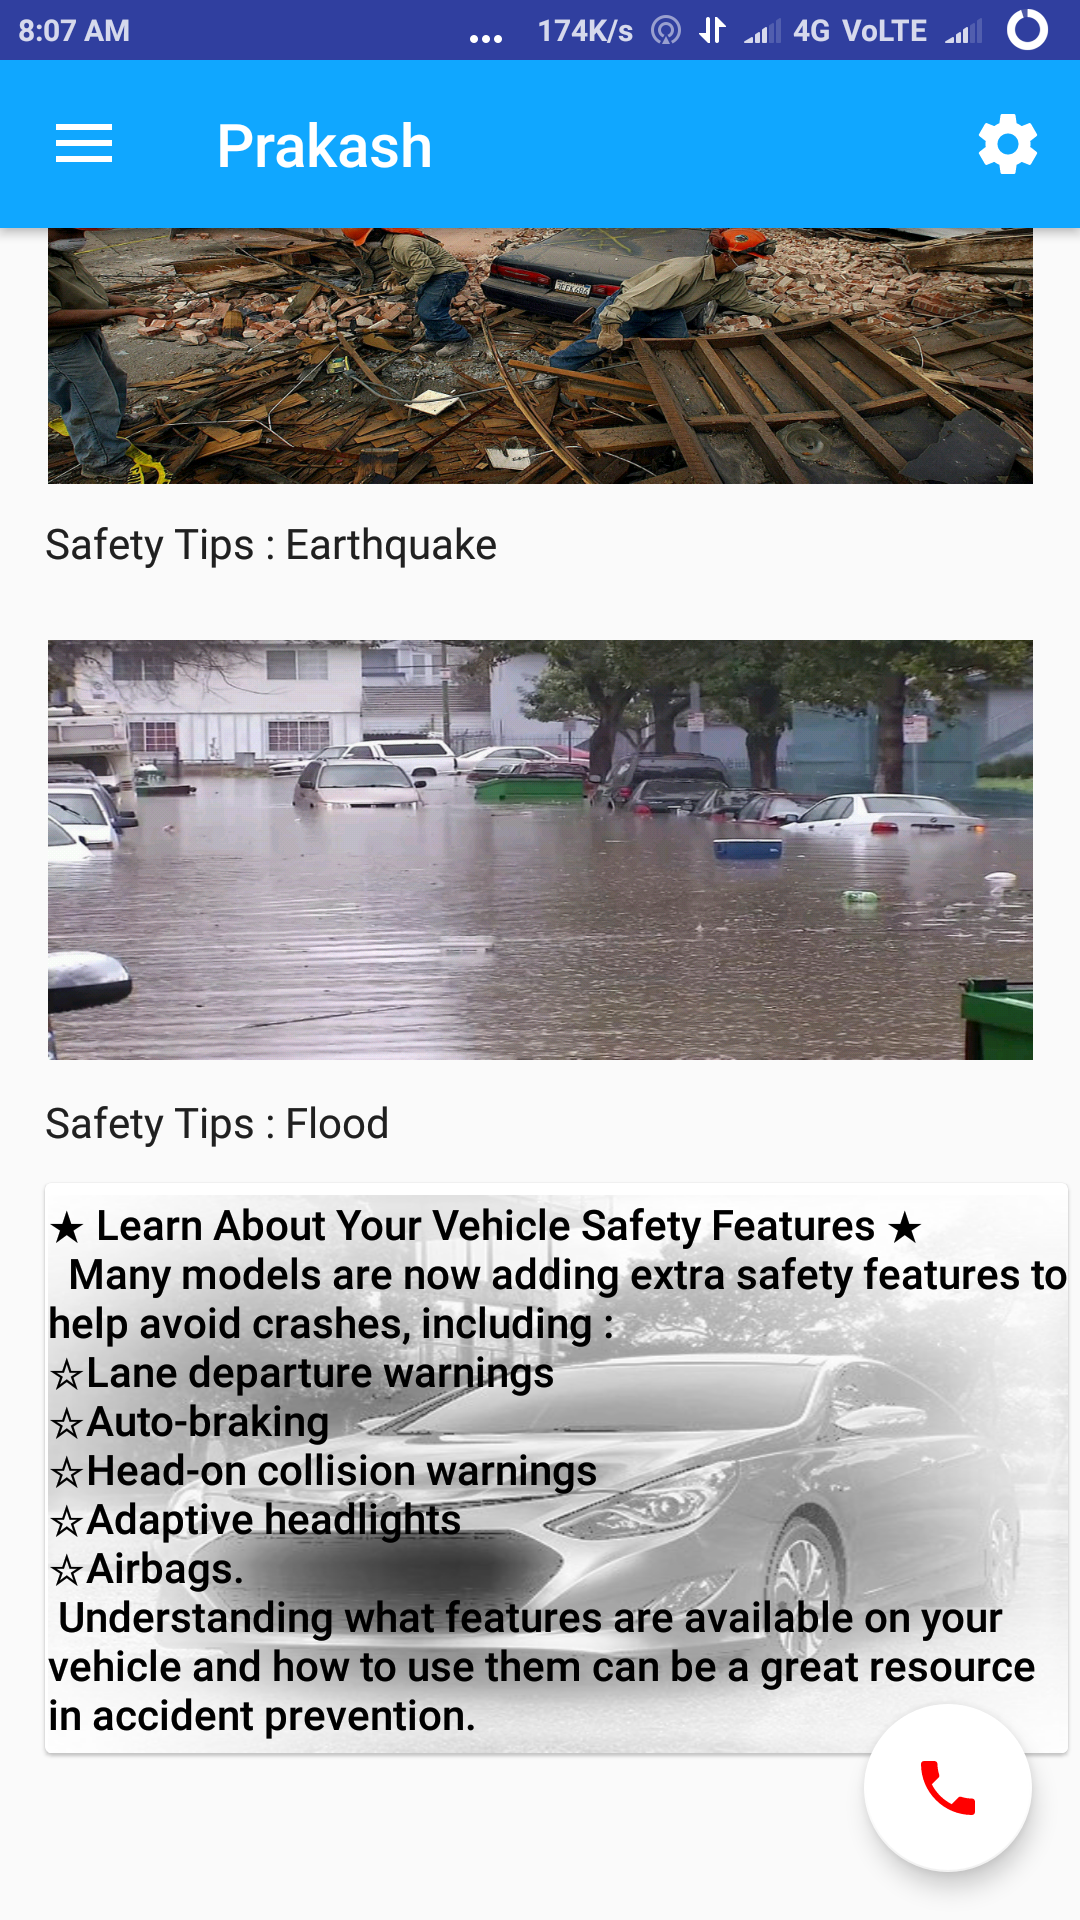 8:07 AM ... 174K/s 4G VoLTE
Prakash
Safety Tips : Earthquake
Safety Tips : Flood
★ Learn About Your Vehicle Safety Features ★
Many models are now adding extra safety features to
help avoid crashes, including :
☆Lane departure warnings
☆Auto-braking
☆Head-on collision warnings
☆Adaptive headlights
☆Airbags.
Understanding what features are available on your
vehicle and how to use them can be a great resource
in accident prevention.